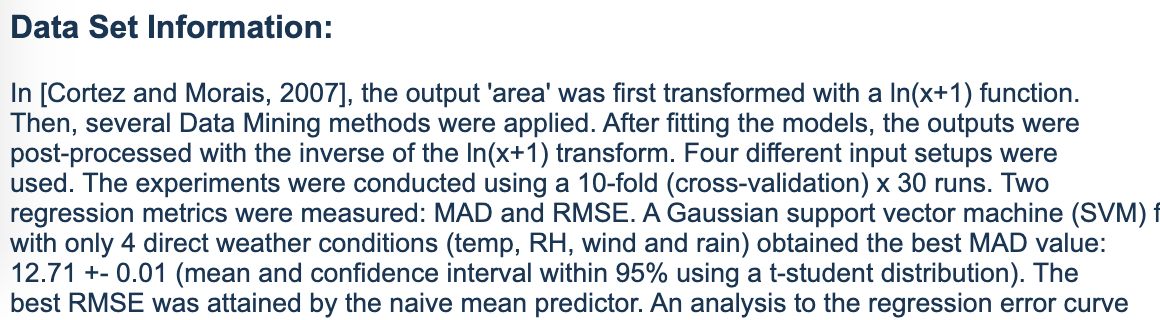 Data Set Information:
In [Cortez and Morais, 2007], the output 'area' was first transformed with a ln(x+1) function.
Then, several Data Mining methods were applied. After fitting the models, the outputs were
post-processed with the inverse of the ln(x+1) transform. Four different input setups were
used. The experiments were conducted using a 10-fold (cross-validation) x 30 runs. Two
regression metrics were measured: MAD and RMSE. A Gaussian support vector machine (SVM) f
with only 4 direct weather conditions (temp, RH, wind and rain) obtained the best MAD value:
12.71 +- 0.01 (mean and confidence interval within 95% using a t-student distribution). The
best RMSE was attained by the naive mean predictor. An analysis to the regression error curve